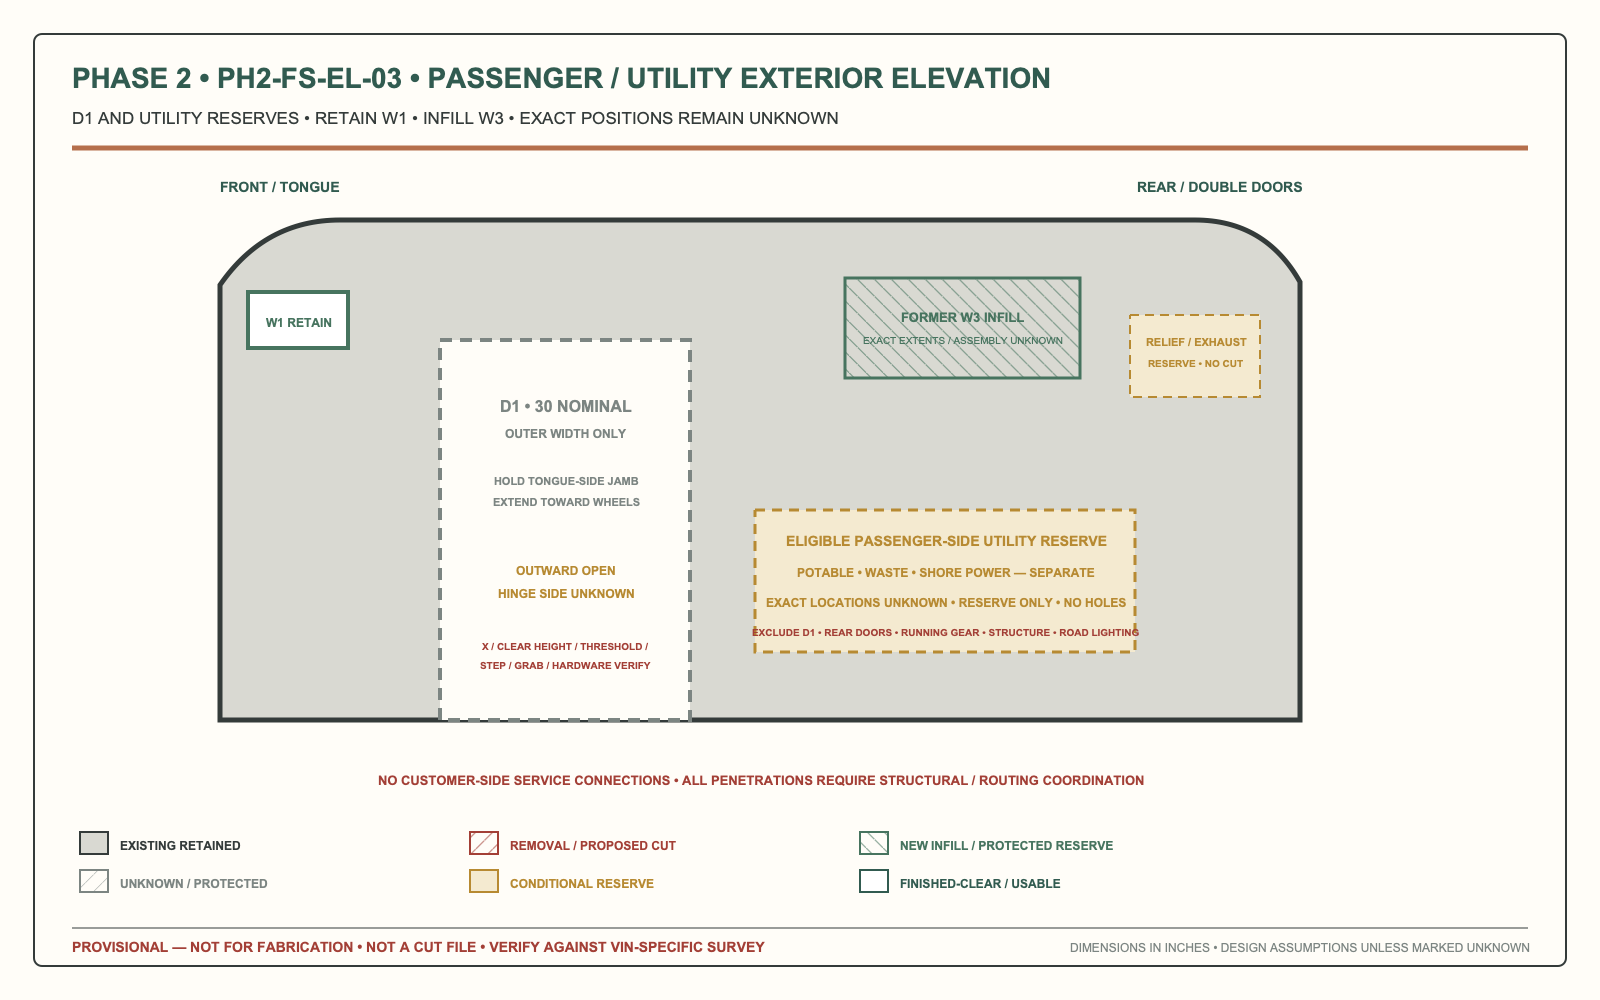 PHASE 2 • PH2-FS-EL-03 • PASSENGER / UTILITY EXTERIOR ELEVATION
D1 AND UTILITY RESERVES • RETAIN W1 • INFILL W3 • EXACT POSITIONS REMAIN UNKNOWN
FRONT / TONGUE
REAR / DOUBLE DOORS
W1 RETAIN
FORMER W3 INFILL
EXACT EXTENTS / ASSEMBLY UNKNOWN
RELIEF / EXHAUST
RESERVE • NO CUT
D1 • 30 NOMINAL
OUTER WIDTH ONLY
HOLD TONGUE-SIDE JAMB
EXTEND TOWARD WHEELS
OUTWARD OPEN
HINGE SIDE UNKNOWN
X / CLEAR HEIGHT / THRESHOLD /
STEP / GRAB / HARDWARE VERIFY
ELIGIBLE PASSENGER-SIDE UTILITY RESERVE
POTABLE • WASTE • SHORE POWER — SEPARATE
EXACT LOCATIONS UNKNOWN • RESERVE ONLY • NO HOLES
EXCLUDE D1 • REAR DOORS • RUNNING GEAR • STRUCTURE • ROAD LIGHTING
NO CUSTOMER-SIDE SERVICE CONNECTIONS • ALL PENETRATIONS REQUIRE STRUCTURAL / ROUTING COORDINATION
EXISTING RETAINED
REMOVAL / PROPOSED CUT
NEW INFILL / PROTECTED RESERVE
UNKNOWN / PROTECTED
CONDITIONAL RESERVE
FINISHED-CLEAR / USABLE
PROVISIONAL — NOT FOR FABRICATION • NOT A CUT FILE • VERIFY AGAINST VIN-SPECIFIC SURVEY
DIMENSIONS IN INCHES • DESIGN ASSUMPTIONS UNLESS MARKED UNKNOWN